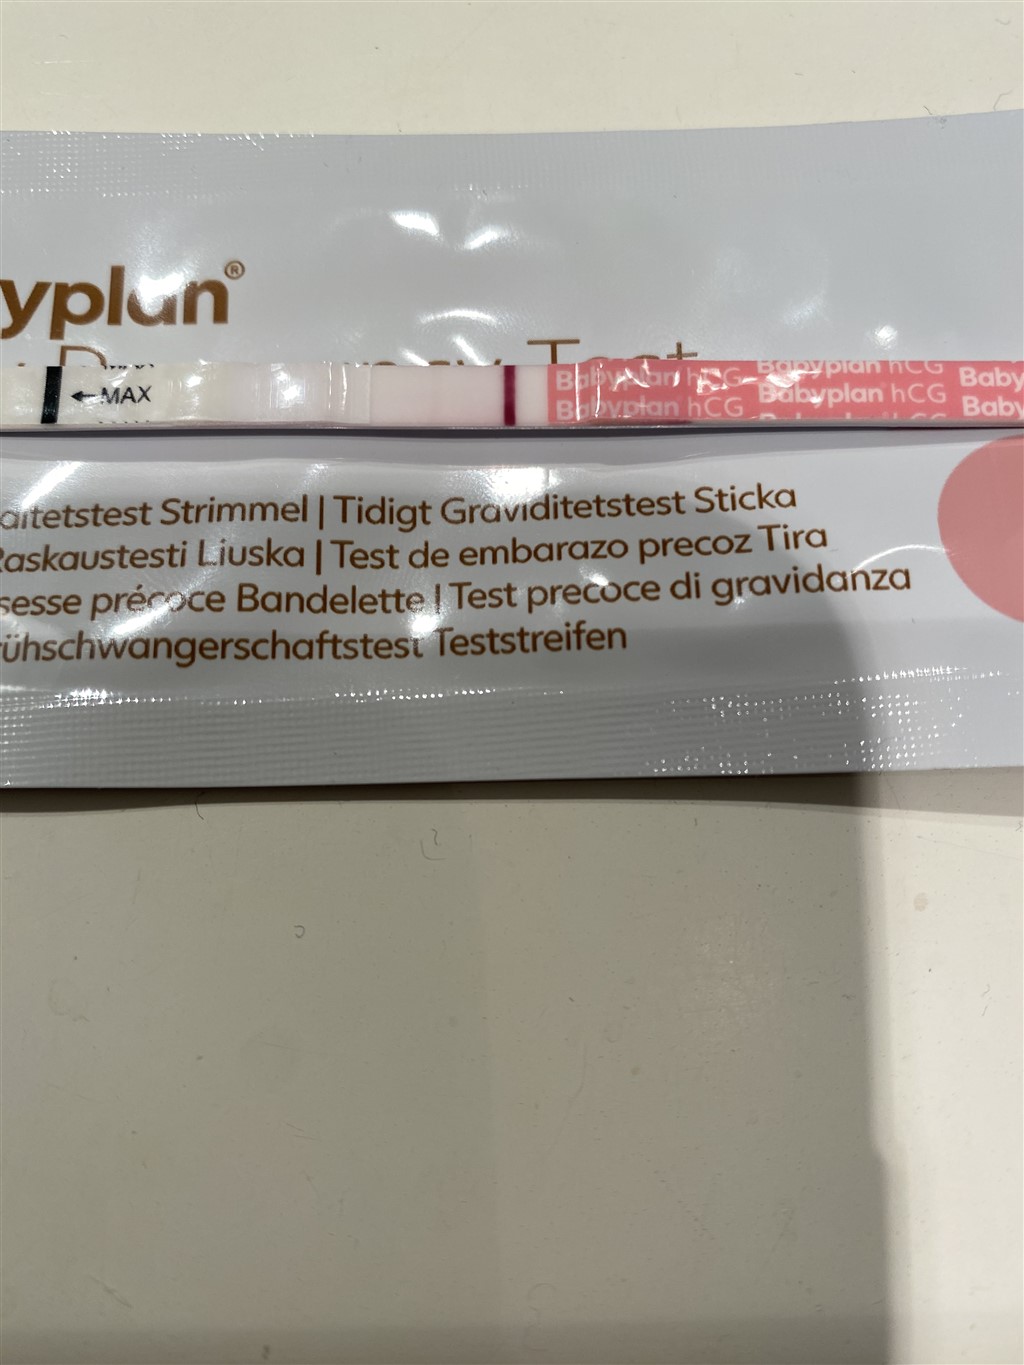 yplan®
Test
←MAX
Babyplan hCG Babyplan hCG Baby
Babyplan hCG Babyplan hCG Baby
aitetstest Strimmel | Tidigt Graviditetstest Sticka
Raskaustesti Liuska | Test de embarazo precoz Tira
sesse précoce Bandelette | Test precoce di gravidanza
rühschwangerschaftstest Teststreifen